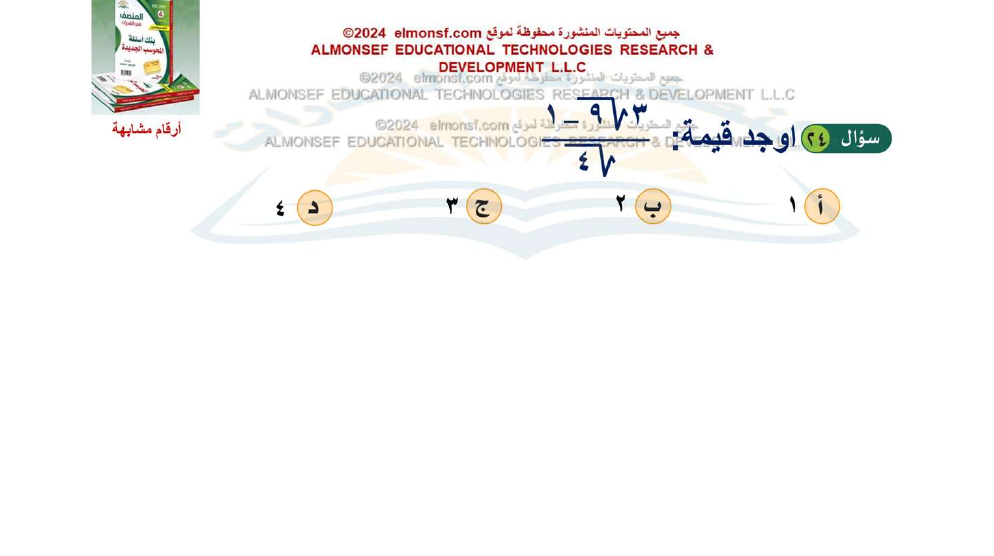 المنصف
في القدرات
بنك أسئلة
المحوسب الجديدة
أرقام مشابهة
جميع المحتويات المنشورة محفوظة لموقع elmonsf.com ©2024
ALMONSEF EDUCATIONAL TECHNOLOGIES RESEARCH &
DEVELOPMENT L.L.C
جميع المحتويات المنشورة محفوظة لموقع elmonsf.com ©2024
ALMONSEF EDUCATIONAL TECHNOLOGIES RESEARCH & DEVELOPMENT L.L.C
جميع المحتويات المنشورة محفوظة لموقع elmonsf.com ©2024
ALMONSEF EDUCATIONAL TECHNOLOGIES RESEARCH & DEVELOPMENT L.L.C
سؤال ٢٤ اوجد قيمة:
٣√٩ − ١
√٤
أ ١ ب ٢ ج ٣ د ٤